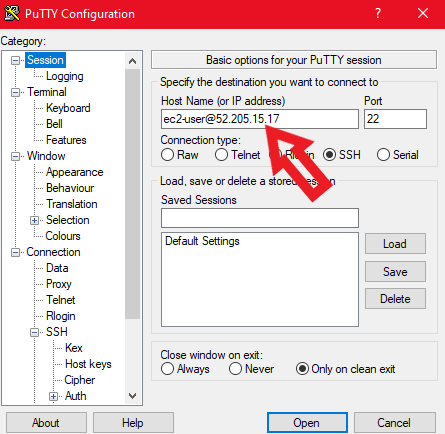 PuTTY Configuration
?
Category:
Session
Logging
Terminal
Keyboard
Bell
Features
Window
Appearance
Behaviour
Translation
Selection
Colours
Connection
Data
Proxy
Telnet
Rlogin
SSH
Kex
Host keys
Cipher
Auth
Basic options for your PuTTY session
Specify the destination you want to connect to
Host Name (or IP address) Port
ec2-user@52.205.15.17 22
Connection type:
Raw Telnet Rlogin SSH Serial
Load, save or delete a stored session
Saved Sessions
Default Settings
Load
Save
Delete
Close window on exit:
Always Never Only on clean exit
About Help Open Cancel